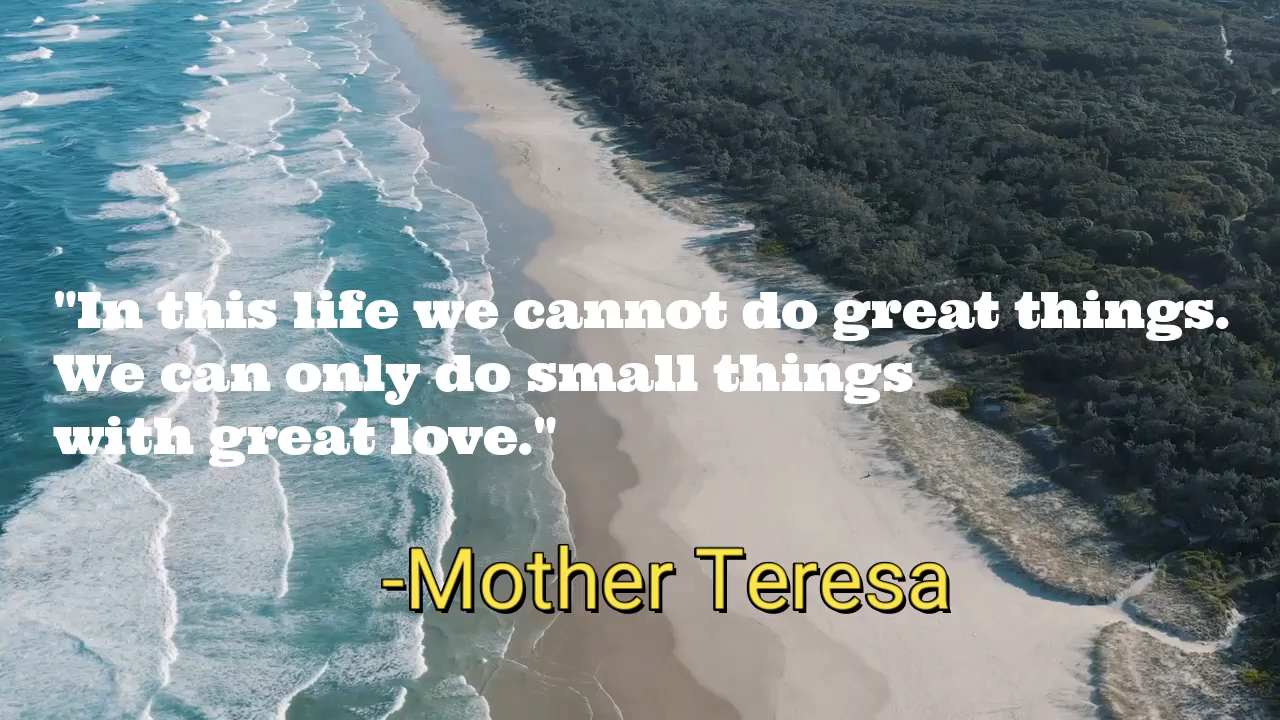 "In this life we cannot do great things.
We can only do small things
with great love."
-Mother Teresa